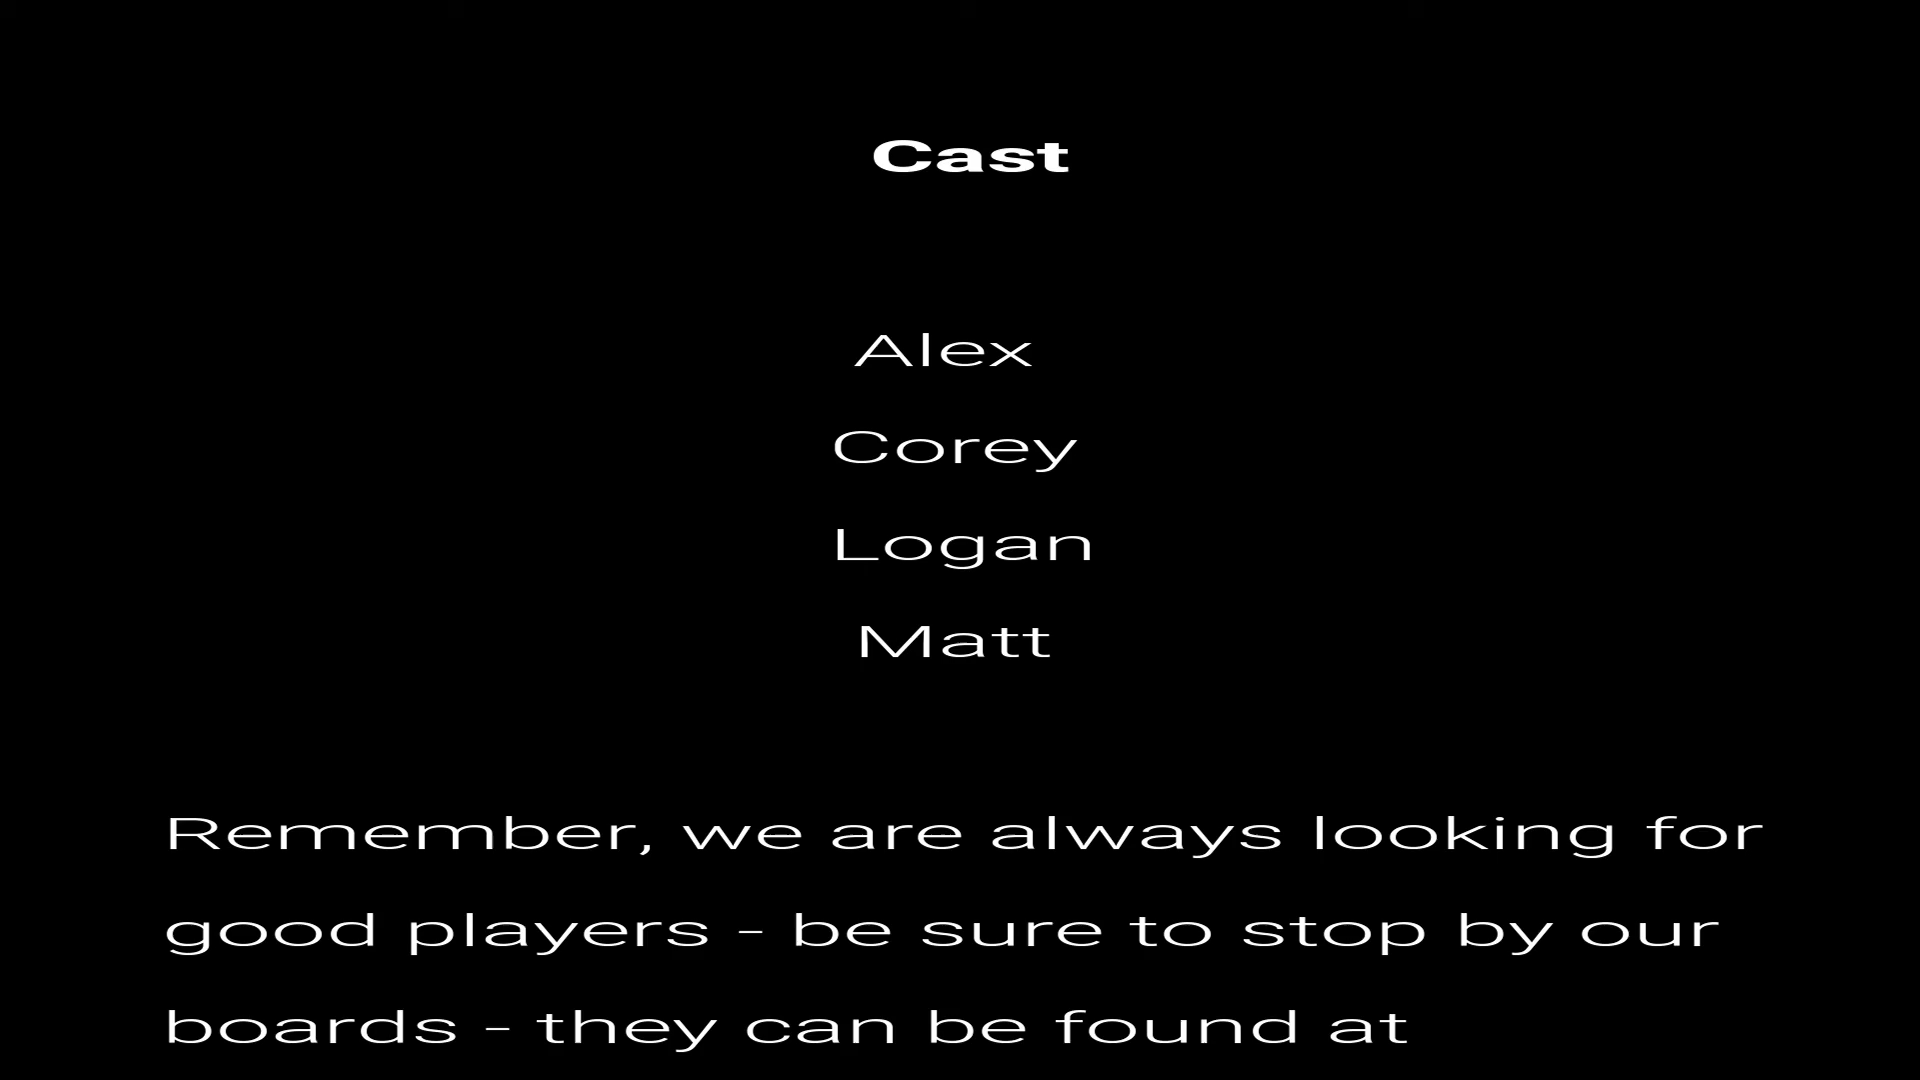 Cast
Alex
Corey
Logan
Matt
Remember, we are always looking for
good players - be sure to stop by our
boards - they can be found at